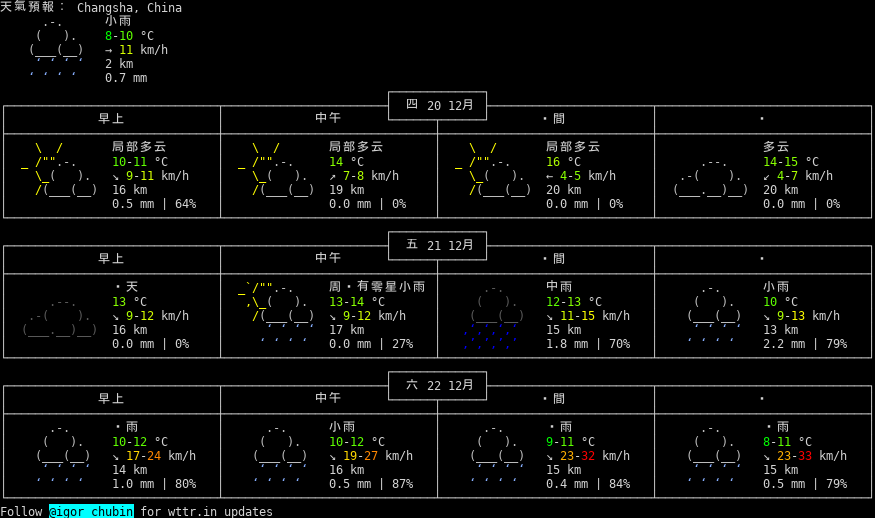 天氣預報： Changsha, China
小雨
8-10 °C
→ 11 km/h
2 km
0.7 mm
四 20 12月
早上 中午 ・間 ・
局部多云 局部多云 局部多云 多云
10-11 °C 14 °C 16 °C 14-15 °C
↘ 9-11 km/h ↗ 7-8 km/h ← 4-5 km/h ↙ 4-7 km/h
16 km 19 km 20 km 20 km
0.5 mm | 64% 0.0 mm | 0% 0.0 mm | 0% 0.0 mm | 0%
五 21 12月
早上 中午 ・間 ・
・天 周・有零星小雨 中雨 小雨
13 °C 13-14 °C 12-13 °C 10 °C
↘ 9-12 km/h ↘ 9-12 km/h ↘ 11-15 km/h ↘ 9-13 km/h
16 km 17 km 15 km 13 km
0.0 mm | 0% 0.0 mm | 27% 1.8 mm | 70% 2.2 mm | 79%
六 22 12月
早上 中午 ・間 ・
・雨 小雨 ・雨 ・雨
10-12 °C 10-12 °C 9-11 °C 8-11 °C
↘ 17-24 km/h ↘ 19-27 km/h ↘ 23-32 km/h ↘ 23-33 km/h
14 km 16 km 15 km 15 km
1.0 mm | 80% 0.5 mm | 87% 0.4 mm | 84% 0.5 mm | 79%
Follow @igor_chubin for wttr.in updates